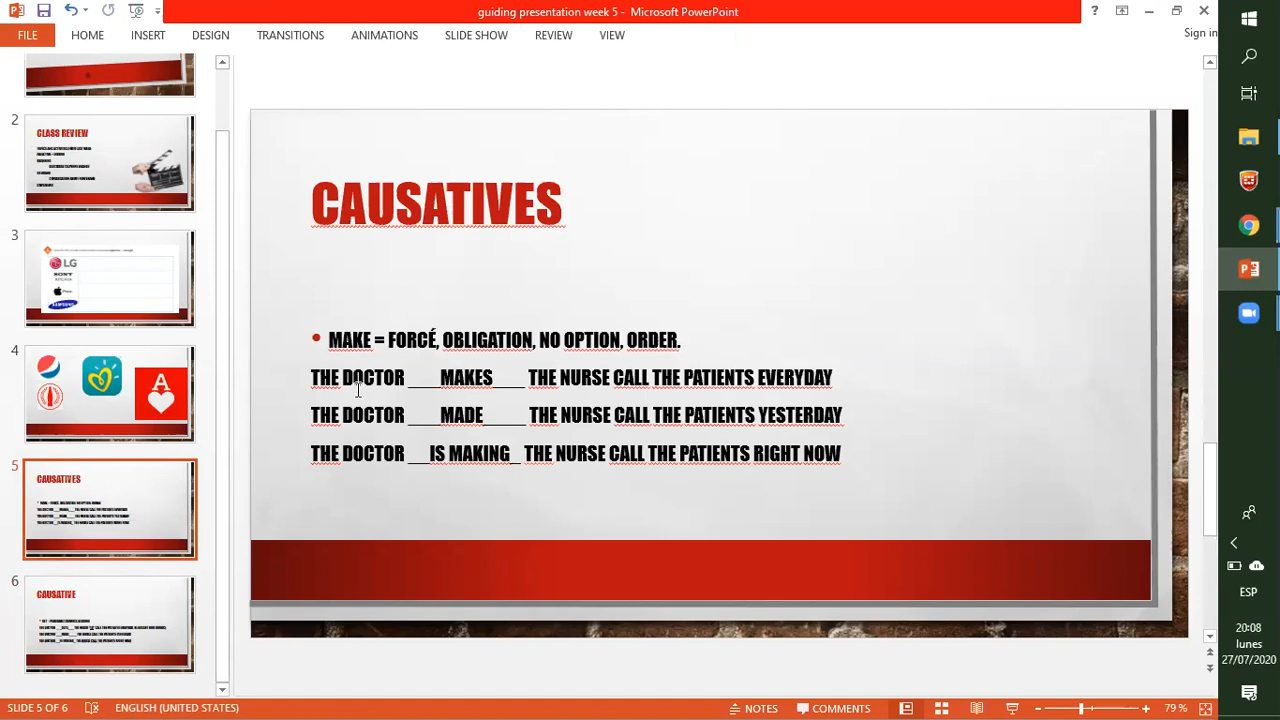 guiding presentation week 5 - Microsoft PowerPoint
FILE HOME INSERT DESIGN TRANSITIONS ANIMATIONS SLIDE SHOW REVIEW VIEW Sign in
2
CLASS REVIEW
3
LG
SONY
SAMSUNG
4
A
5
CAUSATIVES
6
CAUSATIVE
CAUSATIVES
• MAKE = FORCÉ, OBLIGATION, NO OPTION, ORDER.
THE DOCTOR ____MAKES____ THE NURSE CALL THE PATIENTS EVERYDAY
THE DOCTOR ____MADE_____ THE NURSE CALL THE PATIENTS YESTERDAY
THE DOCTOR ___IS MAKING_ THE NURSE CALL THE PATIENTS RIGHT NOW
SLIDE 5 OF 6 ENGLISH (UNITED STATES) NOTES COMMENTS 79 %
ESP
20:08
lunes
27/07/2020